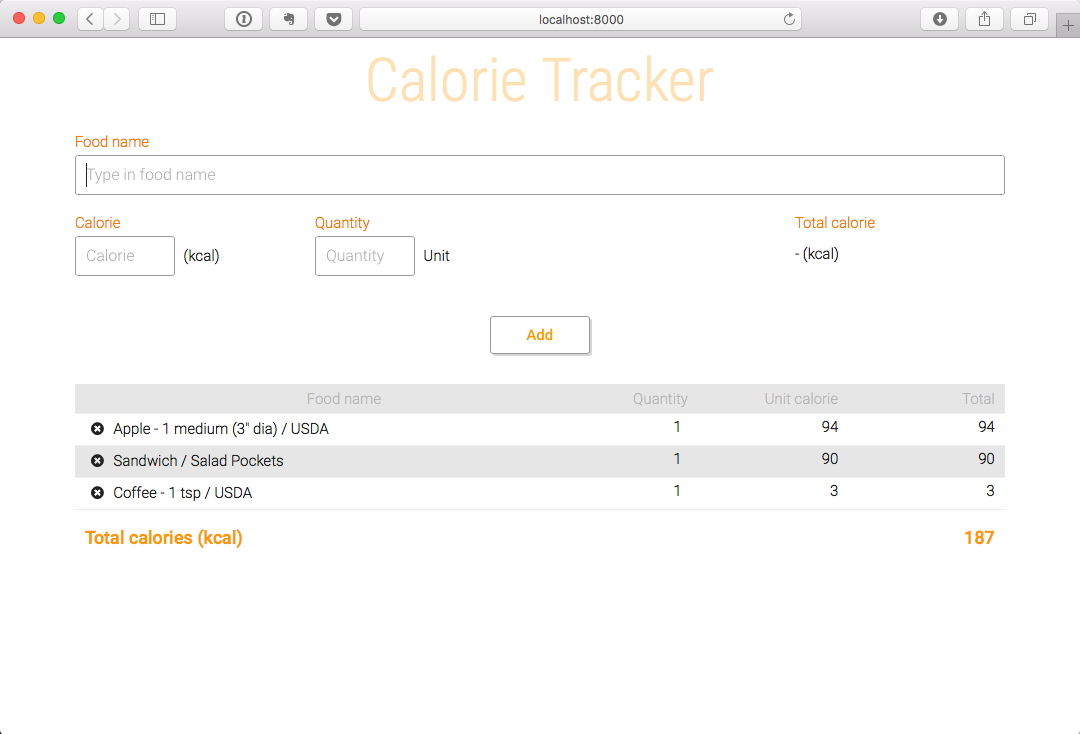 localhost:8000
Calorie Tracker
Food name
Type in food name
Calorie Quantity Total calorie
Calorie (kcal) Quantity Unit - (kcal)
Add
Food name Quantity Unit calorie Total
Apple - 1 medium (3" dia) / USDA 1 94 94
Sandwich / Salad Pockets 1 90 90
Coffee - 1 tsp / USDA 1 3 3
Total calories (kcal) 187